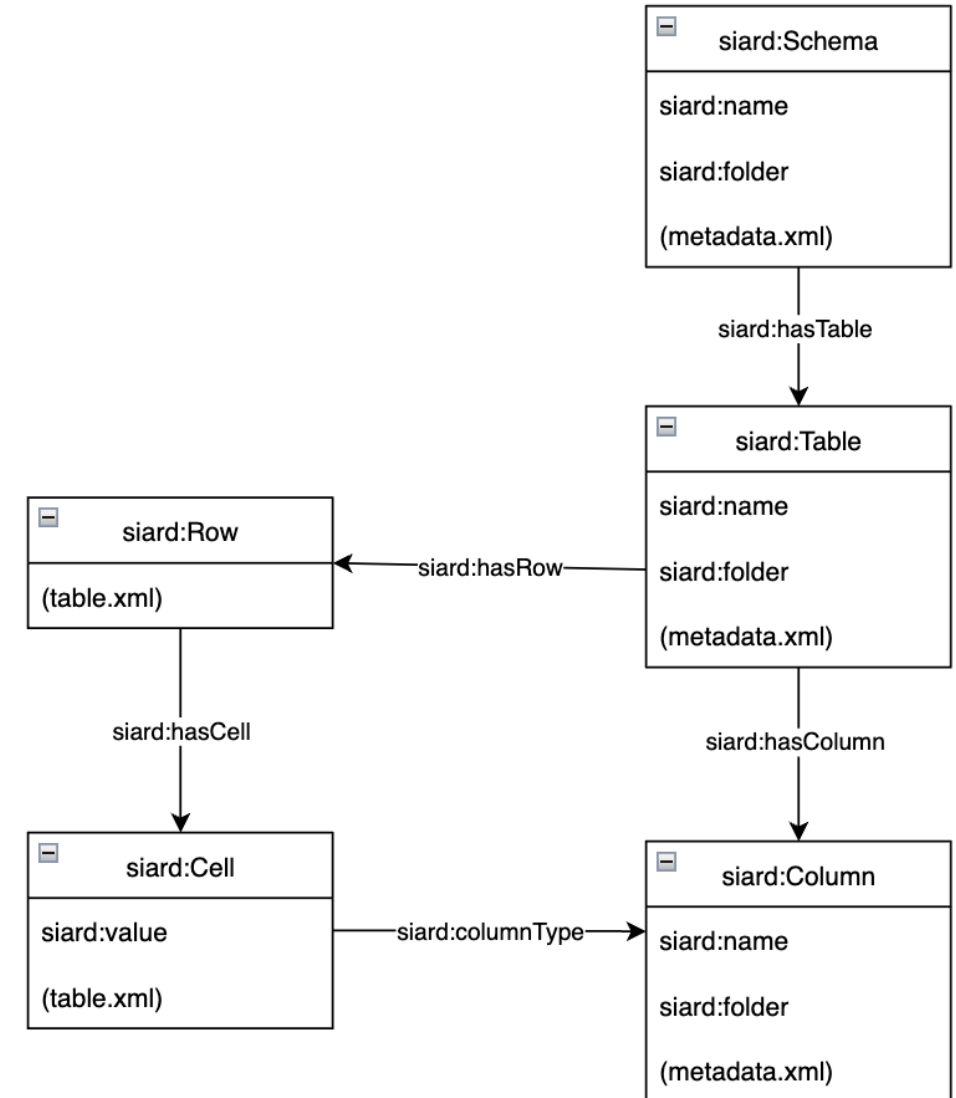 siard:Schema
siard:name
siard:folder
(metadata.xml)
siard:hasTable
siard:Table
siard:name
siard:folder
(metadata.xml)
siard:hasRow
siard:Row
(table.xml)
siard:hasCell
siard:hasColumn
siard:Cell
siard:value
(table.xml)
siard:columnType
siard:Column
siard:name
siard:folder
(metadata.xml)